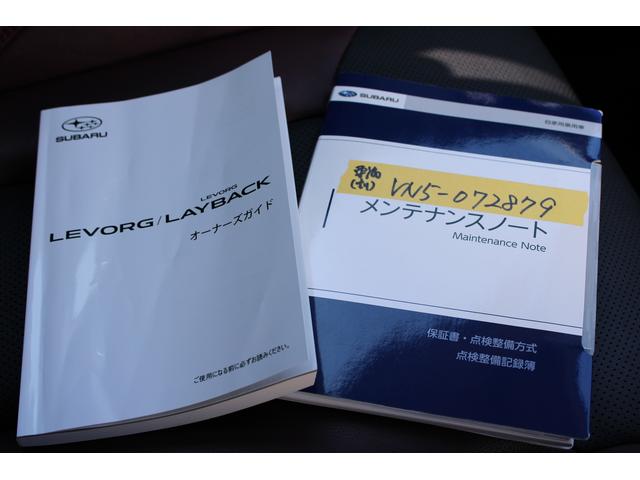 SUBARU
LEVORG
LEVORG/LAYBACK
オーナーズガイド
ご使用になる前に必ずお読みください。
SUBARU
自家用乗用車
VN5-072879
メンテナンスノート
Maintenance Note
保証書・点検整備方式
点検整備記録簿